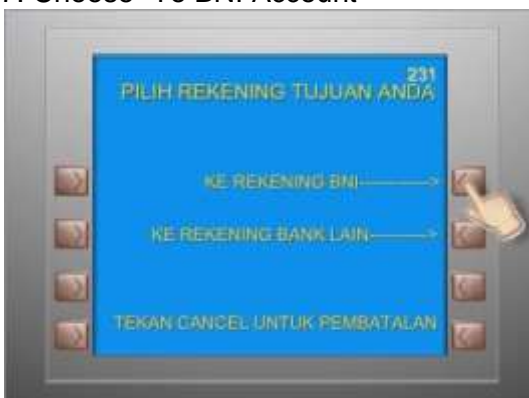 Choose "To BNI Account"
231
PILIH REKENING TUJUAN ANDA
KE REKENING BNI---------->
KE REKENING BANK LAIN-------->
TEKAN CANCEL UNTUK PEMBATALAN